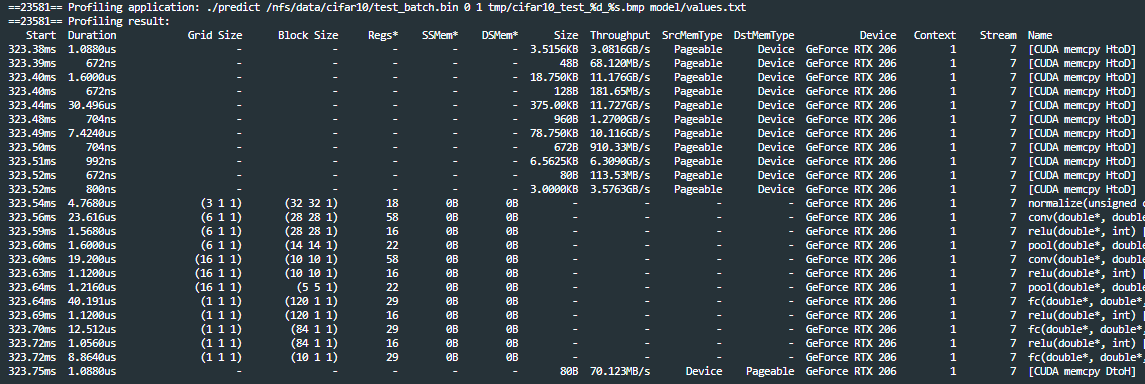 ==23581== Profiling application: ./predict /nfs/data/cifar10/test_batch.bin 0 1 tmp/cifar10_test_%d_%s.bmp model/values.txt
==23581== Profiling result:
Start Duration Grid Size Block Size Regs* SSMem* DSMem* Size Throughput SrcMemType DstMemType Device Context Stream Name
323.38ms 1.0880us - - - - - 3.5156KB 3.0816GB/s Pageable Device GeForce RTX 206 1 7 [CUDA memcpy HtoD]
323.39ms 672ns - - - - - 48B 68.120MB/s Pageable Device GeForce RTX 206 1 7 [CUDA memcpy HtoD]
323.40ms 1.6000us - - - - - 18.750KB 11.176GB/s Pageable Device GeForce RTX 206 1 7 [CUDA memcpy HtoD]
323.40ms 672ns - - - - - 128B 181.65MB/s Pageable Device GeForce RTX 206 1 7 [CUDA memcpy HtoD]
323.44ms 30.496us - - - - - 375.00KB 11.727GB/s Pageable Device GeForce RTX 206 1 7 [CUDA memcpy HtoD]
323.48ms 704ns - - - - - 960B 1.2700GB/s Pageable Device GeForce RTX 206 1 7 [CUDA memcpy HtoD]
323.49ms 7.4240us - - - - - 78.750KB 10.116GB/s Pageable Device GeForce RTX 206 1 7 [CUDA memcpy HtoD]
323.50ms 704ns - - - - - 672B 910.33MB/s Pageable Device GeForce RTX 206 1 7 [CUDA memcpy HtoD]
323.51ms 992ns - - - - - 6.5625KB 6.3090GB/s Pageable Device GeForce RTX 206 1 7 [CUDA memcpy HtoD]
323.52ms 672ns - - - - - 80B 113.53MB/s Pageable Device GeForce RTX 206 1 7 [CUDA memcpy HtoD]
323.52ms 800ns - - - - - 3.0000KB 3.5763GB/s Pageable Device GeForce RTX 206 1 7 [CUDA memcpy HtoD]
323.54ms 4.7680us (3 1 1) (32 32 1) 18 0B 0B - - - - GeForce RTX 206 1 7 normalize(unsigned c
323.56ms 23.616us (6 1 1) (28 28 1) 58 0B 0B - - - - GeForce RTX 206 1 7 conv(double*, double
323.59ms 1.5680us (6 1 1) (28 28 1) 16 0B 0B - - - - GeForce RTX 206 1 7 relu(double*, int) [
323.60ms 1.6000us (6 1 1) (14 14 1) 22 0B 0B - - - - GeForce RTX 206 1 7 pool(double*, double
323.60ms 19.200us (16 1 1) (10 10 1) 58 0B 0B - - - - GeForce RTX 206 1 7 conv(double*, double
323.63ms 1.1200us (16 1 1) (10 10 1) 16 0B 0B - - - - GeForce RTX 206 1 7 relu(double*, int) [
323.64ms 1.2160us (16 1 1) (5 5 1) 22 0B 0B - - - - GeForce RTX 206 1 7 pool(double*, double
323.64ms 40.191us (1 1 1) (120 1 1) 29 0B 0B - - - - GeForce RTX 206 1 7 fc(double*, double*,
323.69ms 1.1200us (1 1 1) (120 1 1) 16 0B 0B - - - - GeForce RTX 206 1 7 relu(double*, int) [
323.70ms 12.512us (1 1 1) (84 1 1) 29 0B 0B - - - - GeForce RTX 206 1 7 fc(double*, double*,
323.72ms 1.0560us (1 1 1) (84 1 1) 16 0B 0B - - - - GeForce RTX 206 1 7 relu(double*, int) [
323.72ms 8.8640us (1 1 1) (10 1 1) 29 0B 0B - - - - GeForce RTX 206 1 7 fc(double*, double*,
323.75ms 1.0880us - - - - - 80B 70.123MB/s Device Pageable GeForce RTX 206 1 7 [CUDA memcpy DtoH]